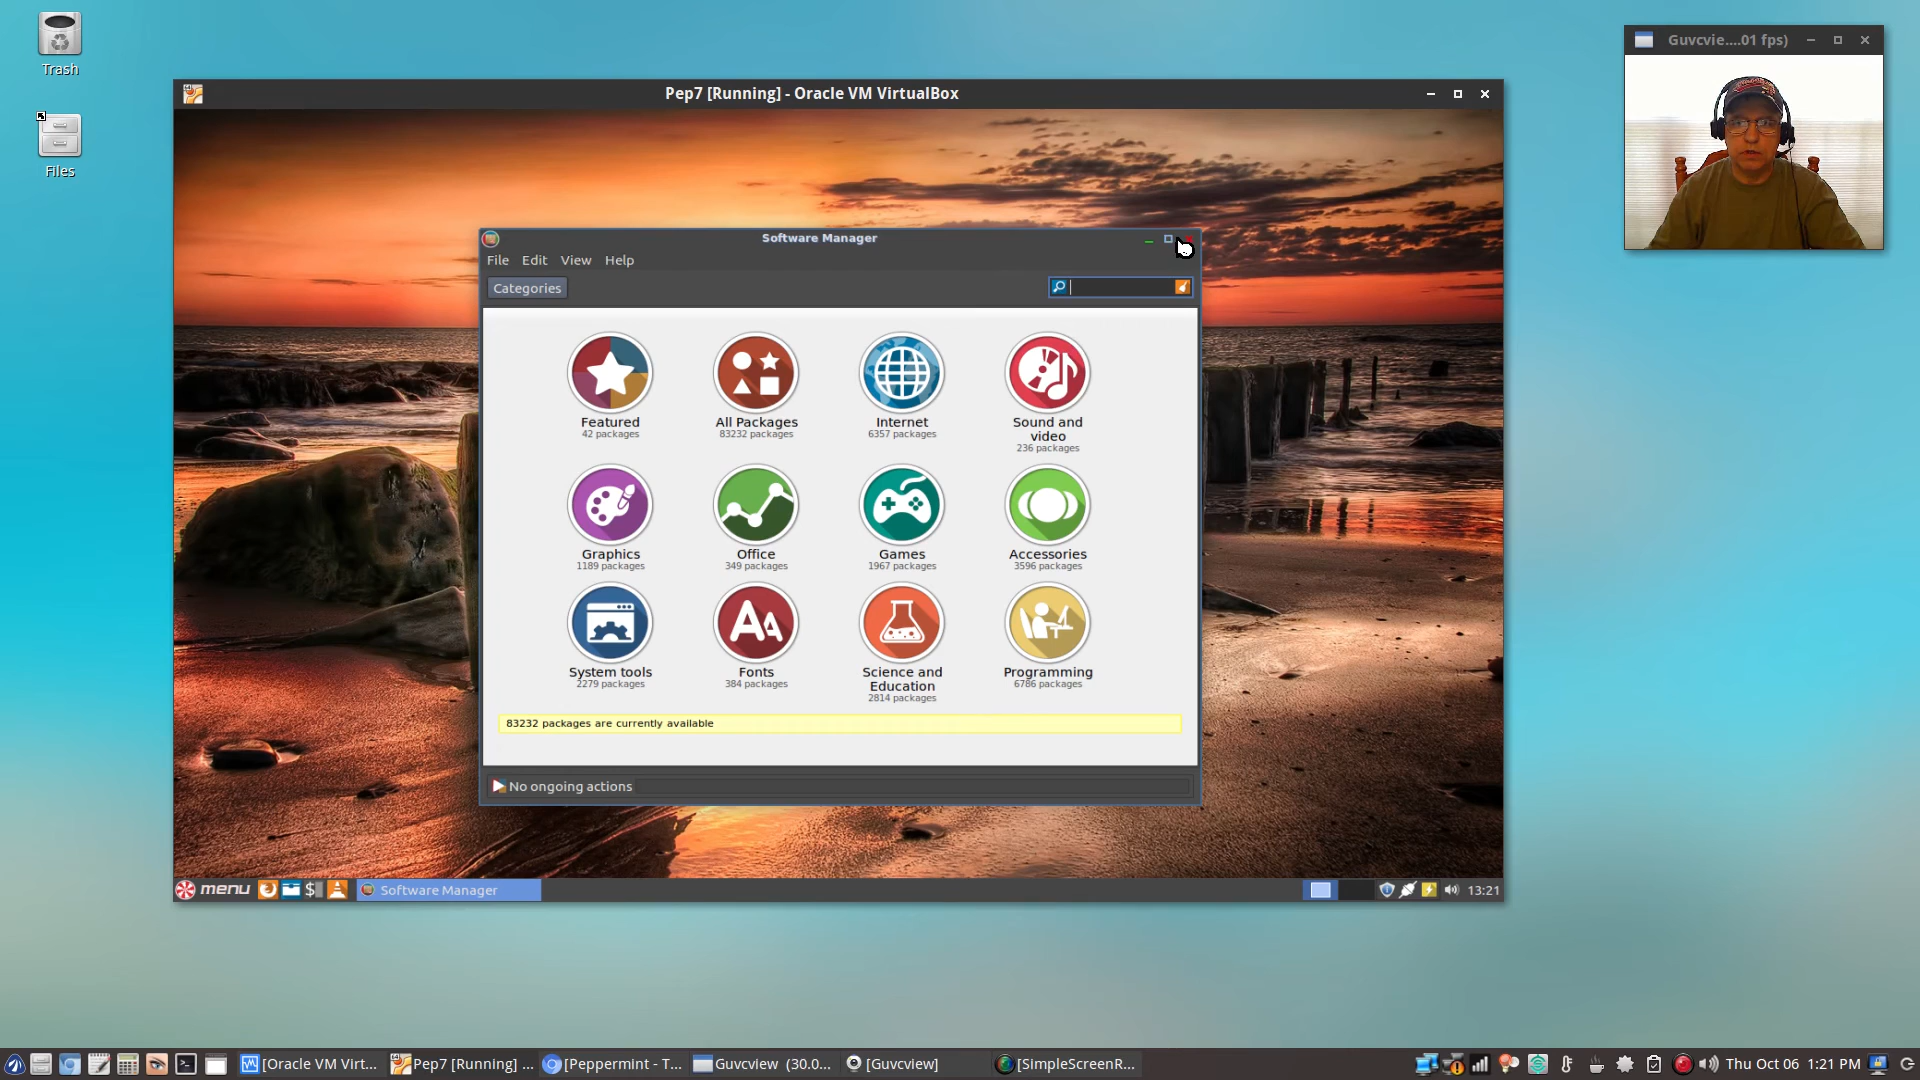 Trash
Files
Guvcvie....01 fps)
Pep7 [Running] - Oracle VM VirtualBox
Software Manager
File Edit View Help
Categories
Featured
42 packages
All Packages
83232 packages
Internet
6357 packages
Sound and
video
236 packages
Graphics
1189 packages
Office
349 packages
Games
1967 packages
Accessories
3596 packages
System tools
2279 packages
Fonts
384 packages
Science and
Education
2814 packages
Programming
6786 packages
83232 packages are currently available
No ongoing actions
menu
Software Manager
13:21
[Oracle VM Virt...
Pep7 [Running] ...
[Peppermint - T...
Guvcview (30.0...
[Guvcview]
[SimpleScreenR...
Thu Oct 06 1:21 PM